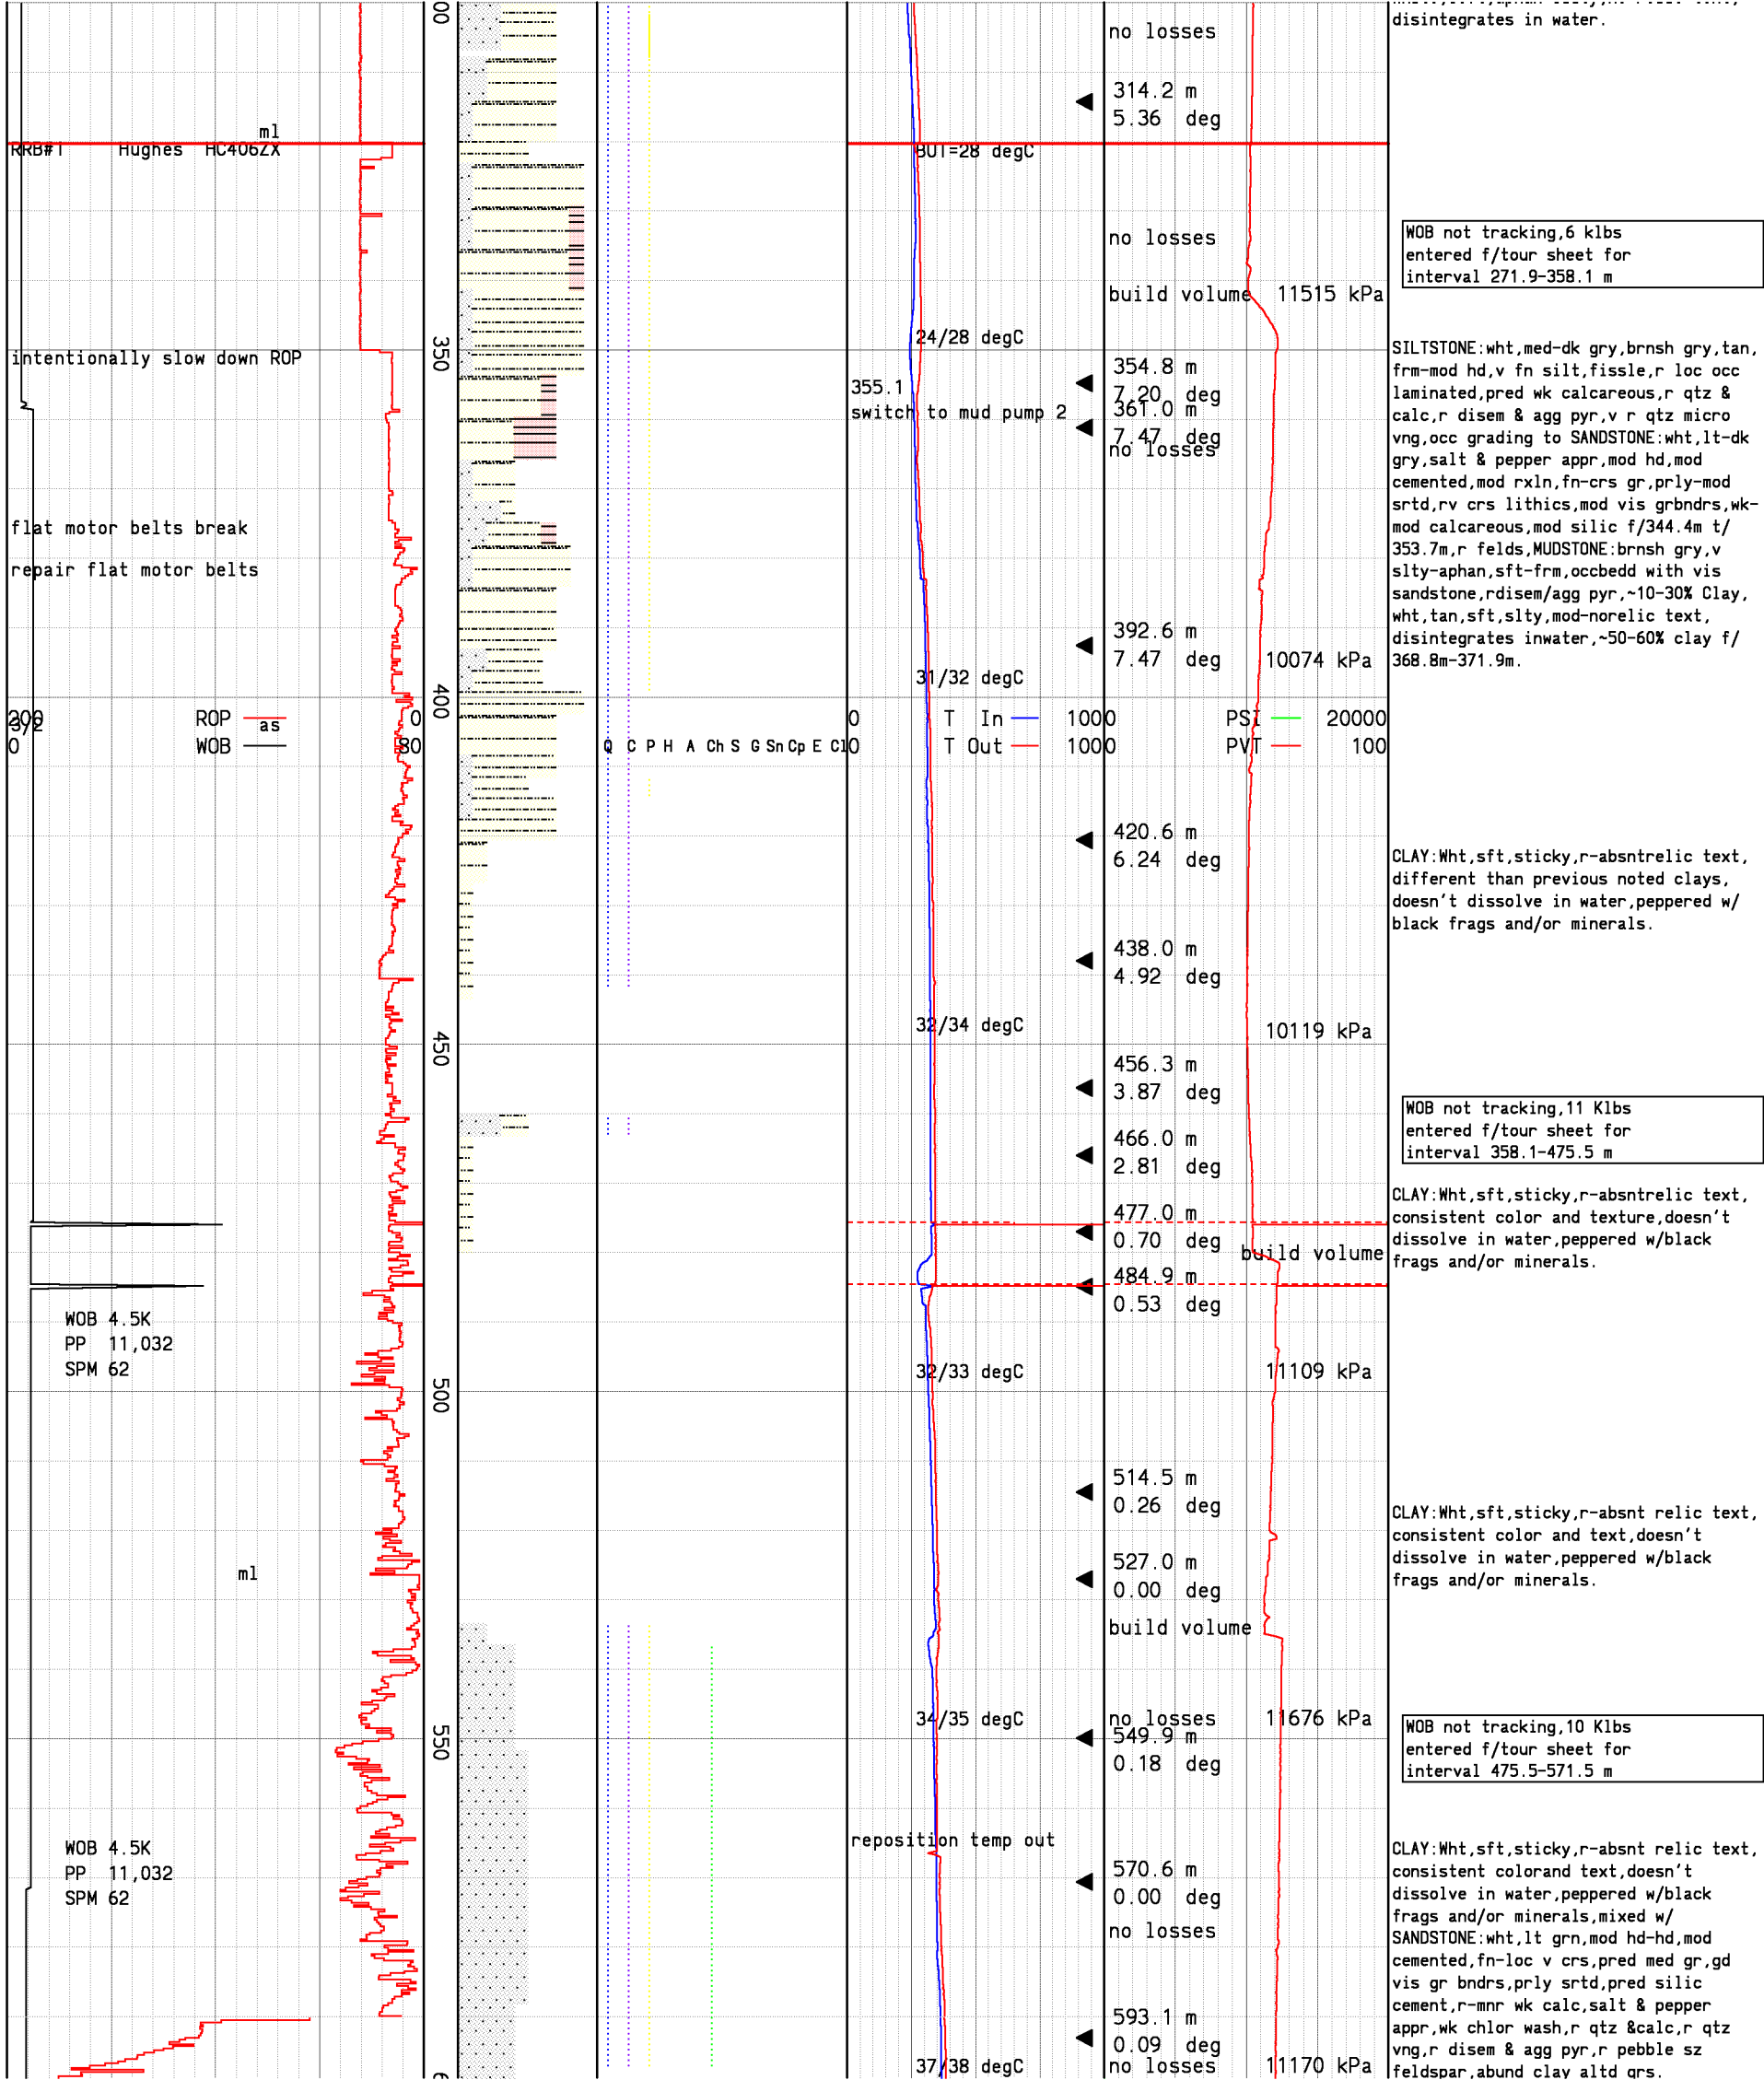 disintegrates in water.
no losses
314.2 m
5.36 deg
ml
RRB#1 Hughes HC406ZX
BUT=28 degC
no losses
WOB not tracking,6 klbs
entered f/tour sheet for
interval 271.9-358.1 m
build volume 11515 kPa
24/28 degC
intentionally slow down ROP
350
354.8 m
7.20 deg
355.1
switch to mud pump 2
361.0 m
7.47 deg
no losses
SILTSTONE:wht,med-dk gry,brnsh gry,tan,
frm-mod hd,v fn silt,fissle,r loc occ
laminated,pred wk calcareous,r qtz &
calc,r disem & agg pyr,v r qtz micro
vng,occ grading to SANDSTONE:wht,lt-dk
gry,salt & pepper appr,mod hd,mod
cemented,mod rxln,fn-crs gr,prly-mod
srtd,rv crs lithics,mod vis grbndrs,wk-
mod calcareous,mod silic f/344.4m t/
353.7m,r felds,MUDSTONE:brnsh gry,v
slty-aphan,sft-frm,occbedd with vis
sandstone,rdisem/agg pyr,~10-30% Clay,
wht,tan,sft,slty,mod-norelic text,
disintegrates inwater,~50-60% clay f/
368.8m-371.9m.
flat motor belts break
repair flat motor belts
392.6 m
7.47 deg
10074 kPa
31/32 degC
400
200 ROP 0
as
0 WOB 80
Q C P H A Ch S G Sn Cp E Cl
0 T In 1000
0 T Out 1000
PSI 20000
PVT 100
420.6 m
6.24 deg
CLAY:Wht,sft,sticky,r-absntrelic text,
different than previous noted clays,
doesn't dissolve in water,peppered w/
black frags and/or minerals.
438.0 m
4.92 deg
32/34 degC
10119 kPa
450
456.3 m
3.87 deg
WOB not tracking,11 Klbs
entered f/tour sheet for
interval 358.1-475.5 m
466.0 m
2.81 deg
477.0 m
0.70 deg
build volume
CLAY:Wht,sft,sticky,r-absntrelic text,
consistent color and texture,doesn't
dissolve in water,peppered w/black
frags and/or minerals.
484.9 m
0.53 deg
WOB 4.5K
PP 11,032
SPM 62
32/33 degC
11109 kPa
500
514.5 m
0.26 deg
CLAY:Wht,sft,sticky,r-absnt relic text,
consistent color and text,doesn't
dissolve in water,peppered w/black
frags and/or minerals.
ml
527.0 m
0.00 deg
build volume
34/35 degC
no losses
11676 kPa
549.9 m
0.18 deg
550
WOB not tracking,10 Klbs
entered f/tour sheet for
interval 475.5-571.5 m
reposition temp out
WOB 4.5K
PP 11,032
SPM 62
570.6 m
0.00 deg
no losses
CLAY:Wht,sft,sticky,r-absnt relic text,
consistent colorand text,doesn't
dissolve in water,peppered w/black
frags and/or minerals,mixed w/
SANDSTONE:wht,lt grn,mod hd-hd,mod
cemented,fn-loc v crs,pred med gr,gd
vis gr bndrs,prly srtd,pred silic
cement,r-mnr wk calc,salt & pepper
appr,wk chlor wash,r qtz &calc,r qtz
vng,r disem & agg pyr,r pebble sz
feldspar,abund clay altd grs.
593.1 m
0.09 deg
37/38 degC
no losses
11170 kPa